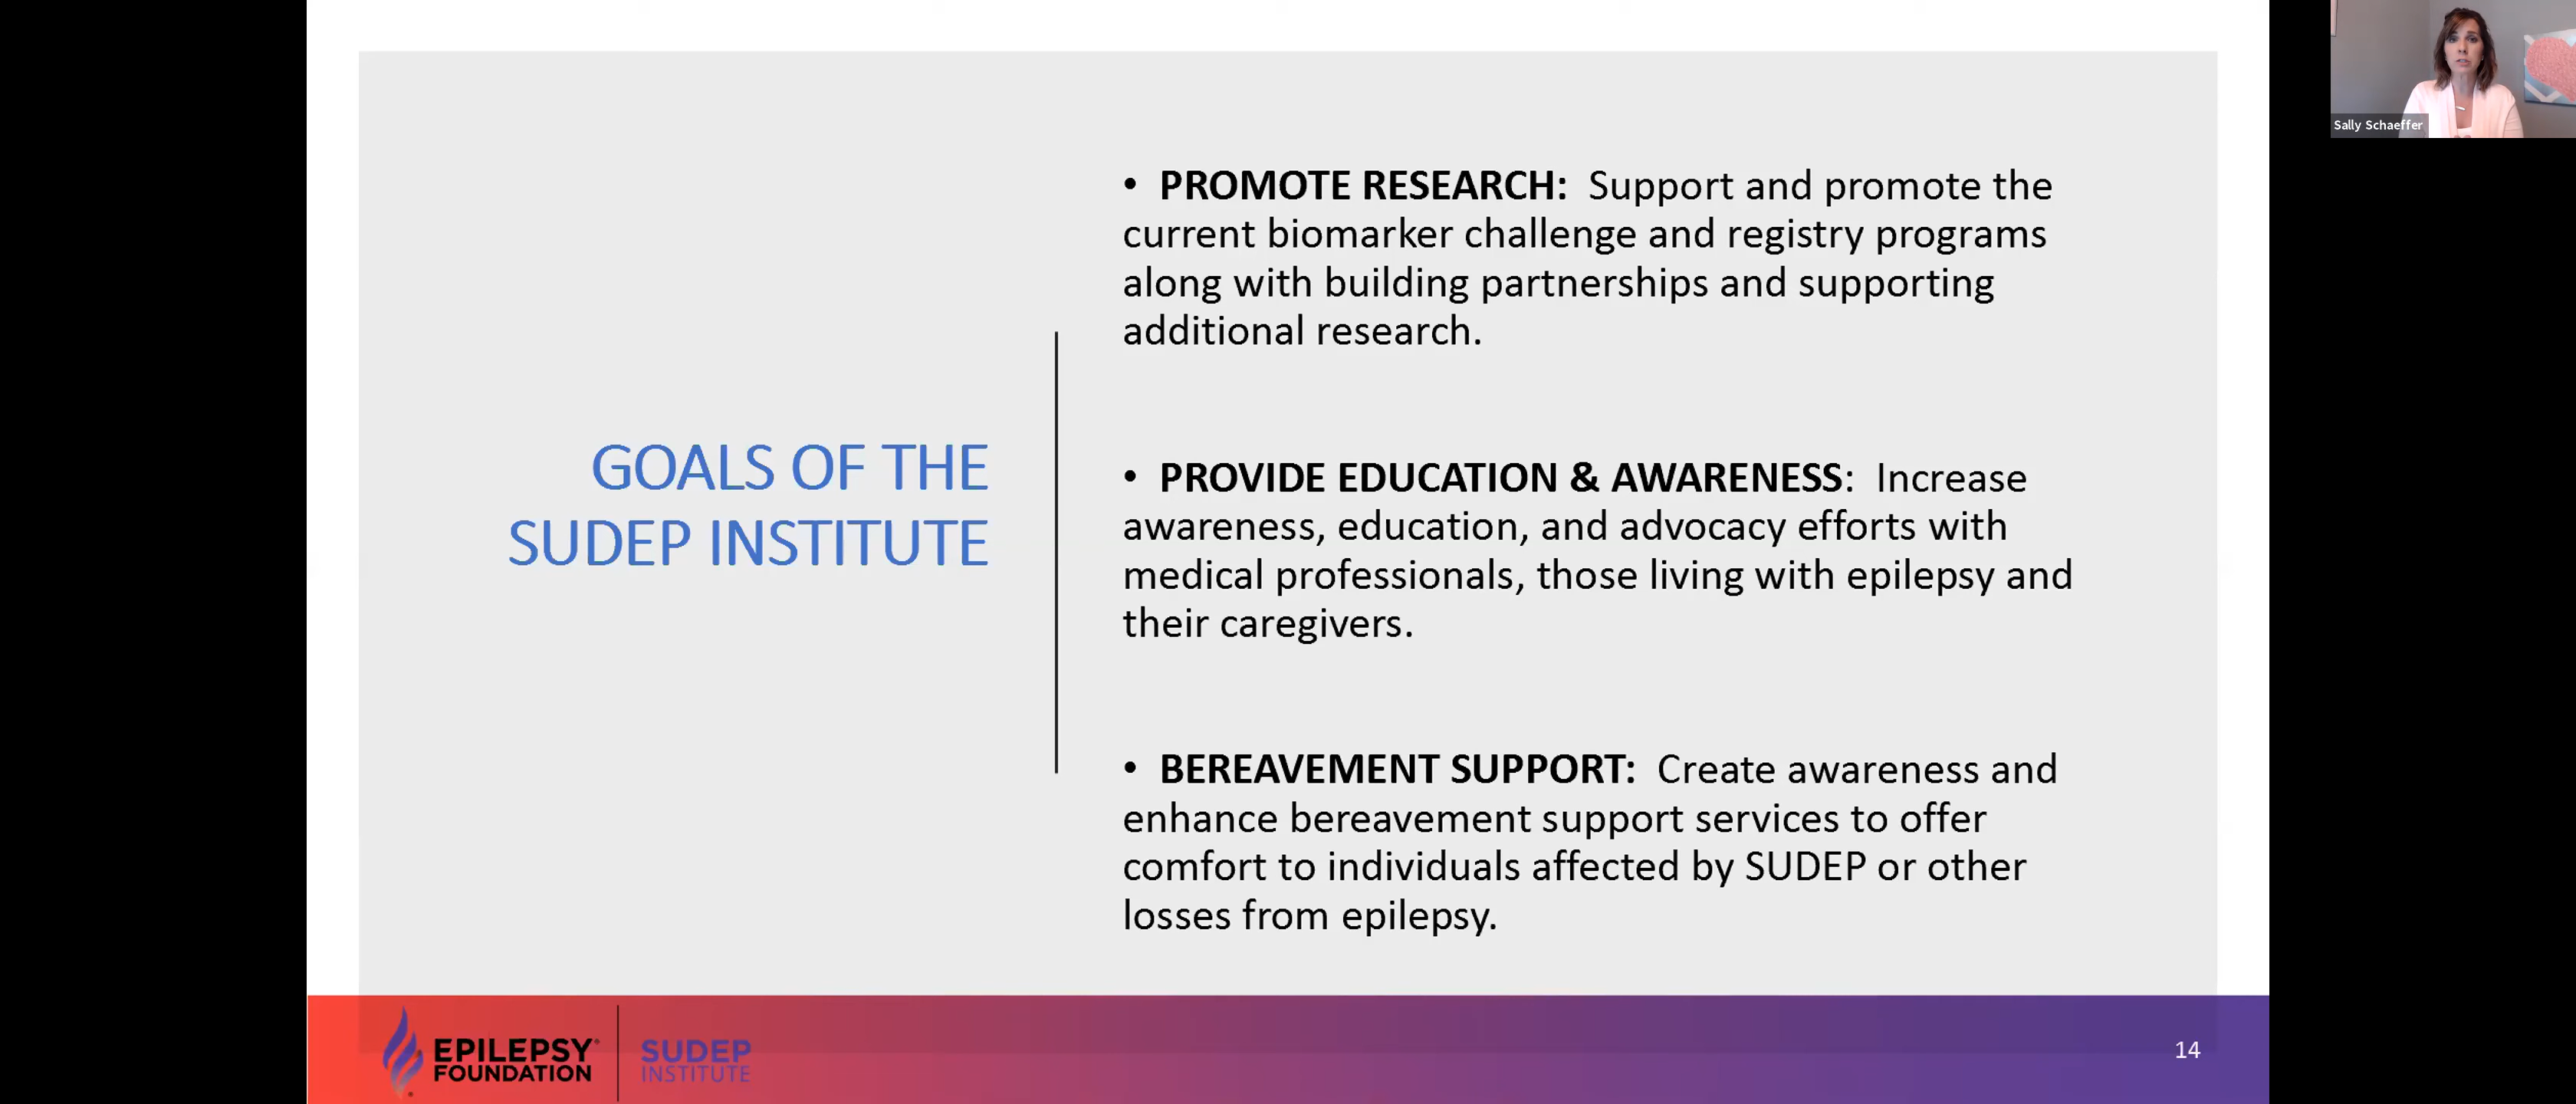 Sally Schaeffer
GOALS OF THE
SUDEP INSTITUTE
• PROMOTE RESEARCH: Support and promote the
current biomarker challenge and registry programs
along with building partnerships and supporting
additional research.
• PROVIDE EDUCATION & AWARENESS: Increase
awareness, education, and advocacy efforts with
medical professionals, those living with epilepsy and
their caregivers.
• BEREAVEMENT SUPPORT: Create awareness and
enhance bereavement support services to offer
comfort to individuals affected by SUDEP or other
losses from epilepsy.
EPILEPSY
FOUNDATION
SUDEP
INSTITUTE
14